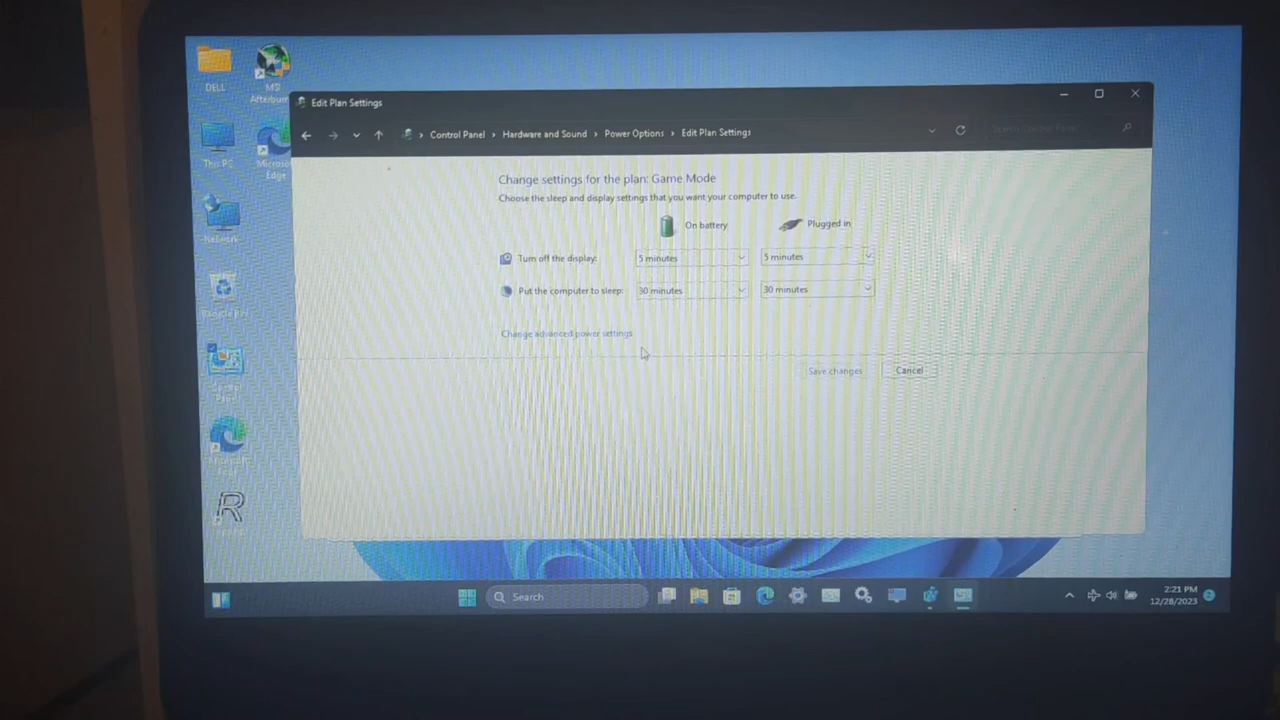 DELL
MSI
Afterburn
This PC
Microso
Edge
Edit Plan Settings
Control Panel > Hardware and Sound > Power Options > Edit Plan Settings
Change settings for the plan: Game Mode
Choose the sleep and display settings that you want your computer to use.
On battery
Plugged in
Turn off the display:
5 minutes
5 minutes
Put the computer to sleep:
30 minutes
30 minutes
Change advanced power settings
Save changes
Cancel
Search
2:21 PM
12/28/2023